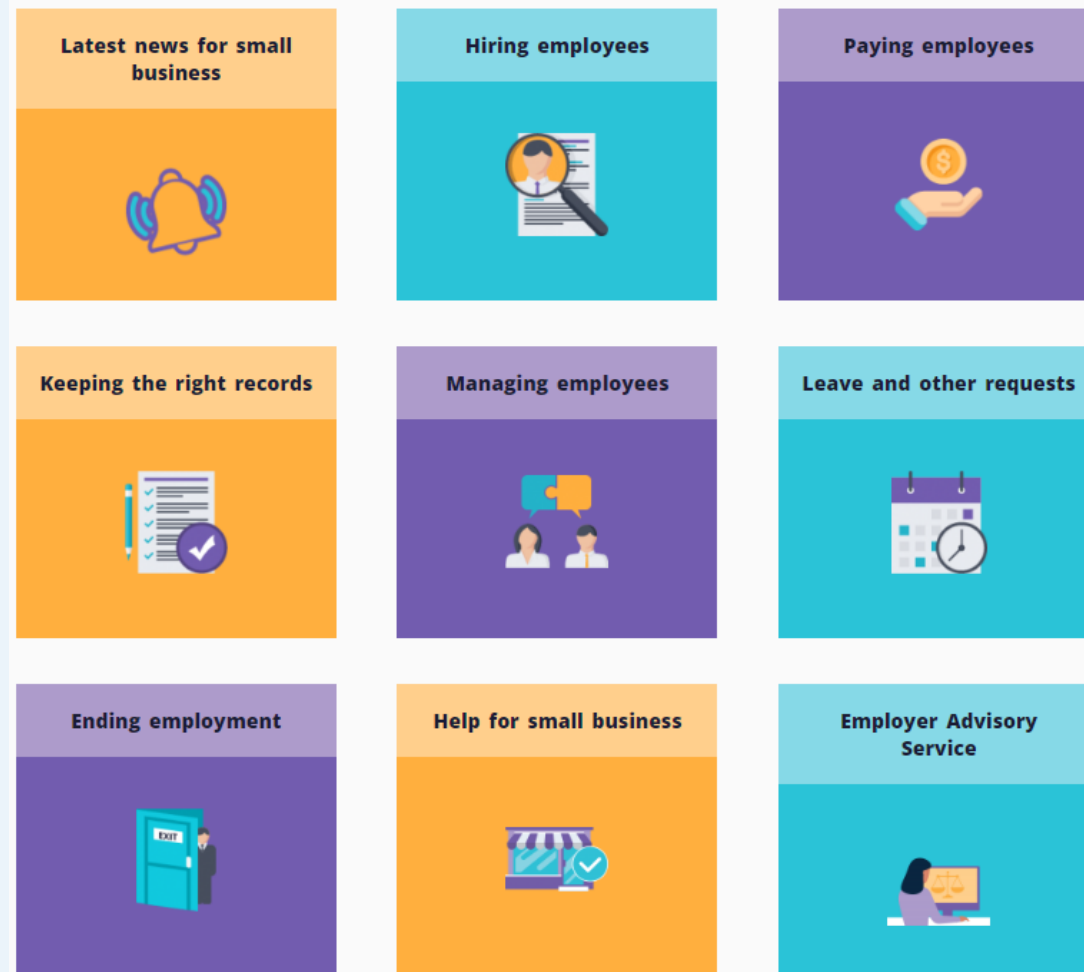 Latest news for small
business
Hiring employees
Paying employees
$
Keeping the right records
Managing employees
Leave and other requests
Ending employment
EXIT
Help for small business
Employer Advisory
Service